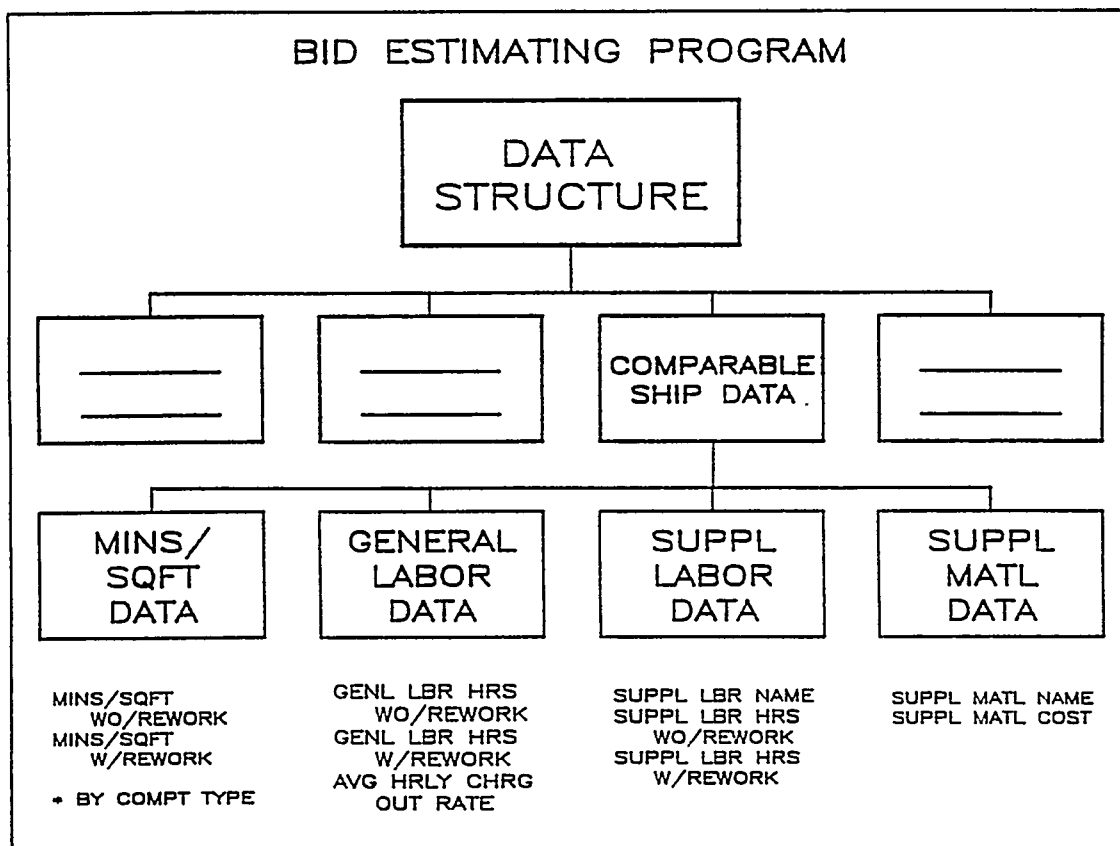 BID ESTIMATING PROGRAM
DATA
STRUCTURE
COMPARABLE
SHIP DATA
MINS/
SQFT
DATA
GENERAL
LABOR
DATA
SUPPL
LABOR
DATA
SUPPL
MATL
DATA
MINS/SQFT
WO/REWORK
MINS/SQFT
W/REWORK
* BY COMPT TYPE
GENL LBR HRS
WO/REWORK
GENL LBR HRS
W/REWORK
AVG HRLY CHRG
OUT RATE
SUPPL LBR NAME
SUPPL LBR HRS
WO/REWORK
SUPPL LBR HRS
W/REWORK
SUPPL MATL NAME
SUPPL MATL COST